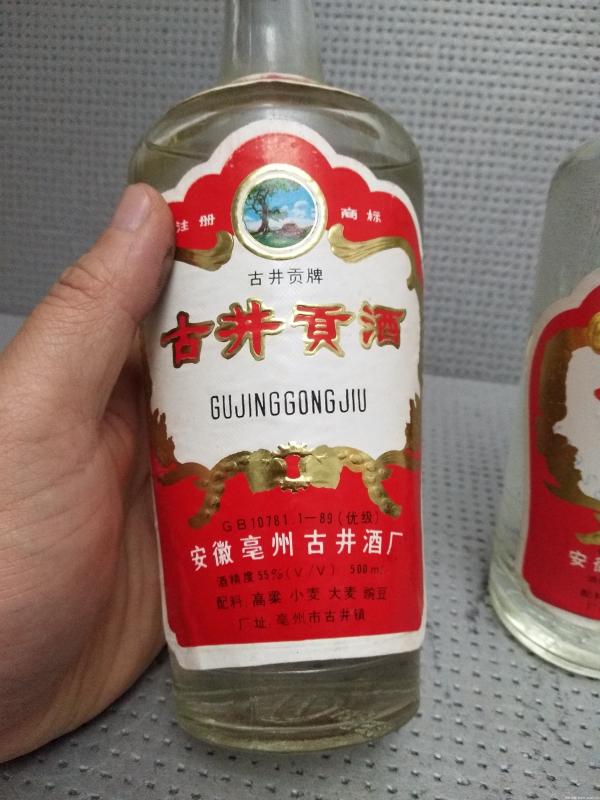 注册 商标
古井贡牌
古井贡酒
GUJINGGONGJIU
GB10781.1—89(优级)
安徽亳州古井酒厂
酒精度55%(V/V) 500ml
配料:高粱 小麦 大麦 豌豆
厂址:亳州市古井镇
安徽